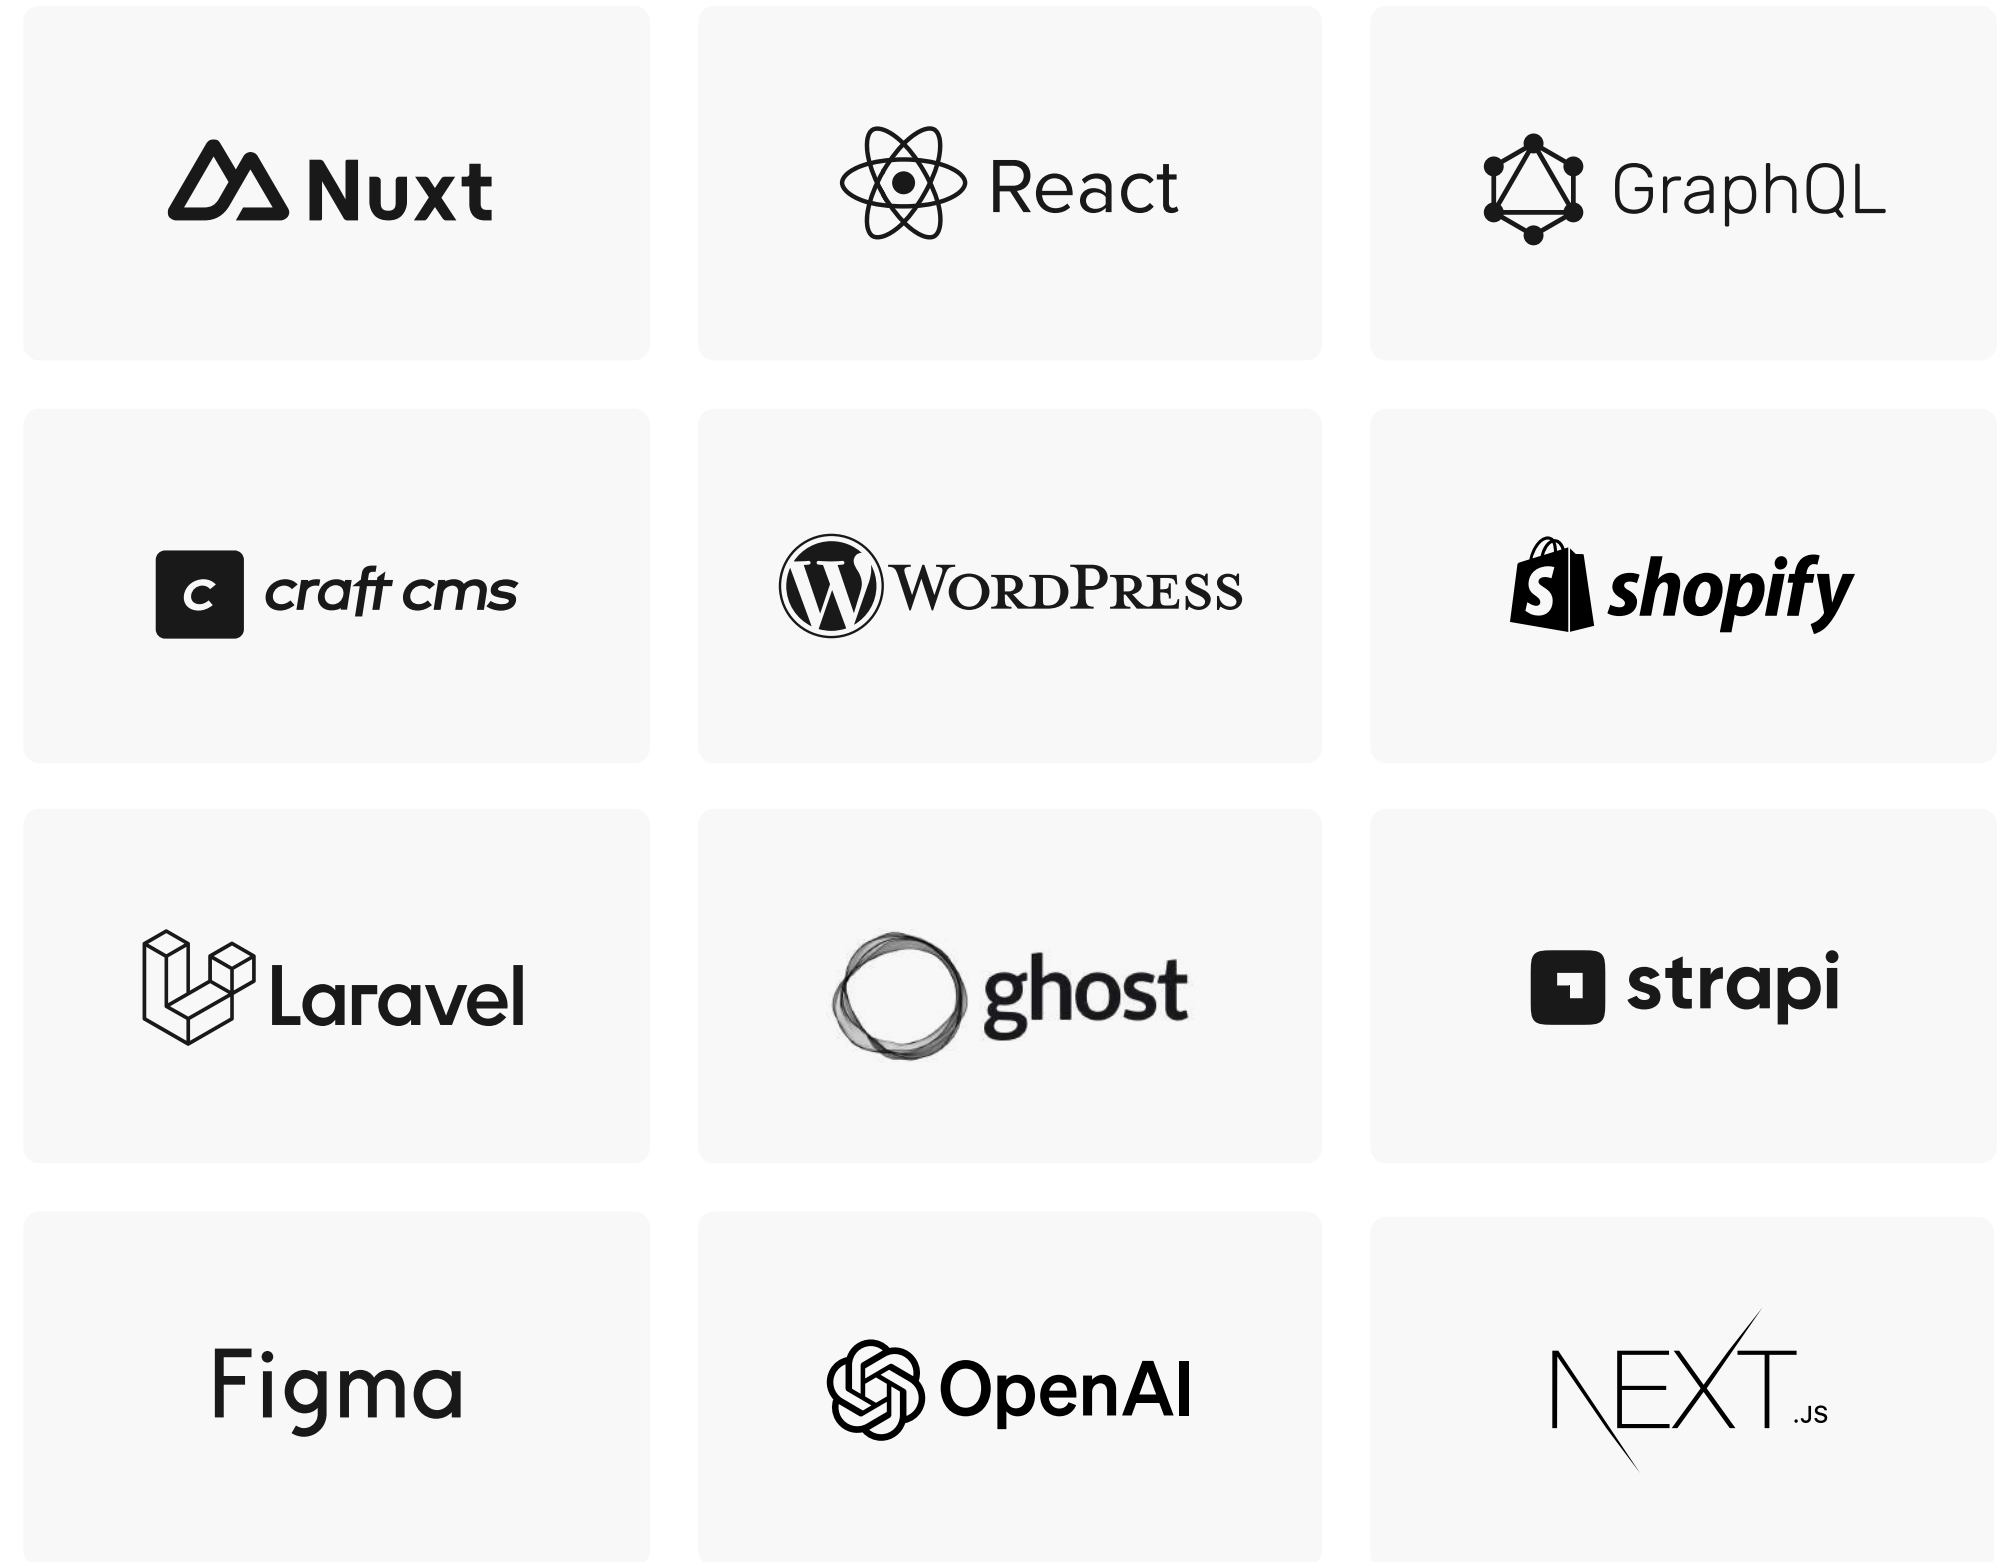 Nuxt
React
GraphQL
c craft cms
W WORDPRESS
S shopify
Laravel
ghost
strapi
Figma
OpenAI
NEXT.JS